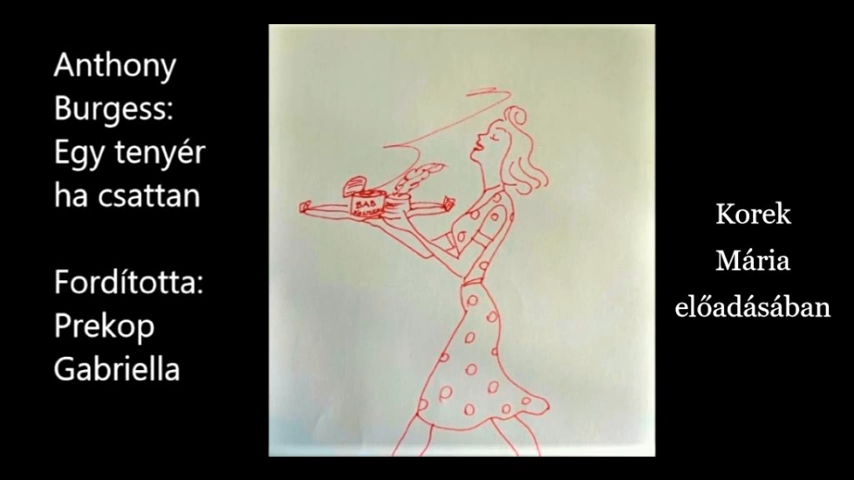 Anthony
Burgess:
Egy tenyér
ha csattan
Fordította:
Prekop
Gabriella
BAB
Korek
Mária
előadásában